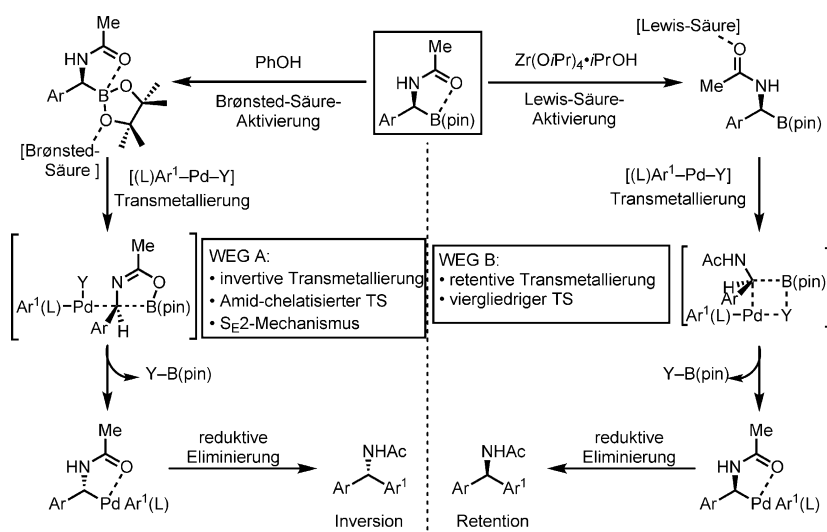 Me
HN
O
Ar
B
O
O
[Brønsted-
Säure ]
PhOH
Brønsted-Säure-
Aktivierung
Me
HN
O
Ar
B(pin)
Zr(OiPr)4•iPrOH
Lewis-Säure-
Aktivierung
[Lewis-Säure]
O
Me
NH
Ar
B(pin)
[(L)Ar1–Pd–Y]
Transmetallierung
[(L)Ar1–Pd–Y]
Transmetallierung
Me
Y
N
O
Ar1(L)
Pd
B(pin)
Ar
H
WEG A:
• invertive Transmetallierung
• Amid-chelatisierter TS
• SE2-Mechanismus
WEG B:
• retentive Transmetallierung
• viergliedriger TS
AcHN
H
B(pin)
Ar
Ar1(L)
Pd
Y
Y–B(pin)
Y–B(pin)
Me
HN
O
Ar
Pd Ar1(L)
reduktive
Eliminierung
NHAc
Ar
Ar1
Inversion
NHAc
Ar
Ar1
Retention
reduktive
Eliminierung
Me
HN
O
Ar
Pd Ar1(L)